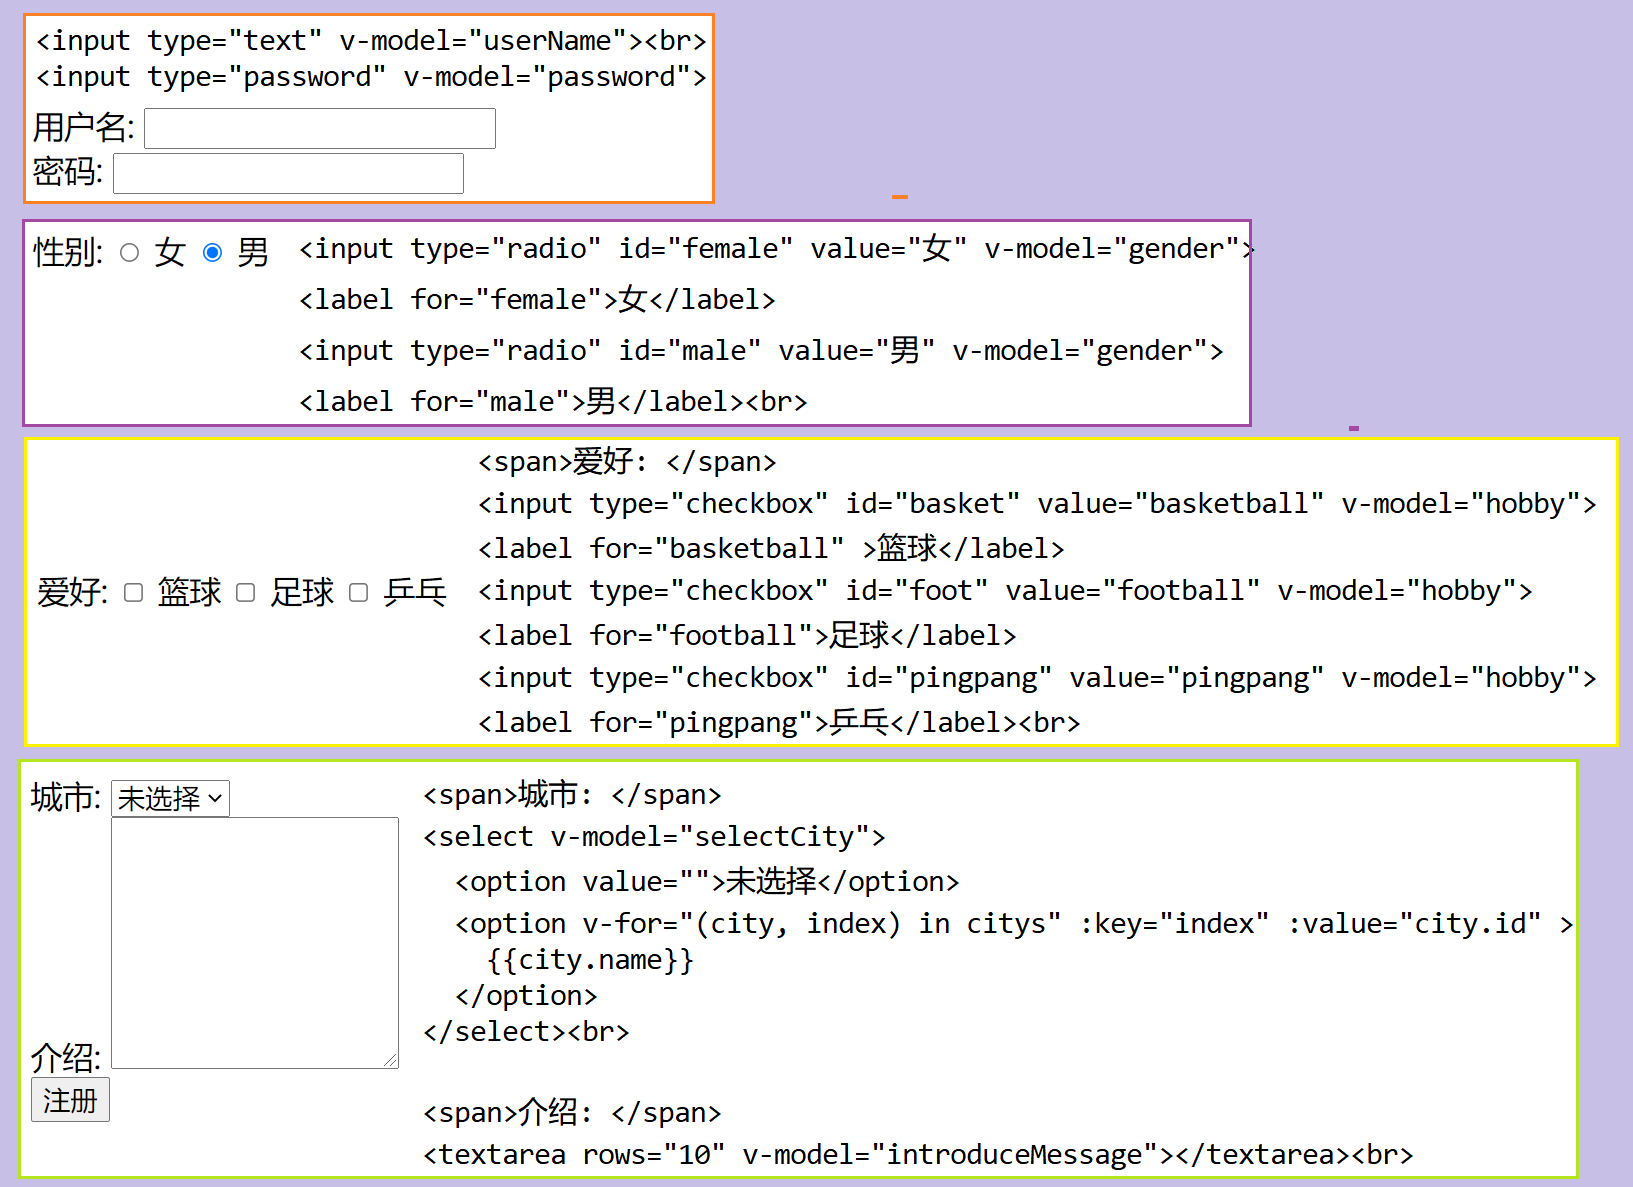 <input type="text" v-model="userName"><br>
<input type="password" v-model="password">
用户名:
密码:
性别: 女 男
<input type="radio" id="female" value="女" v-model="gender">
<label for="female">女</label>
<input type="radio" id="male" value="男" v-model="gender">
<label for="male">男</label><br>
爱好: 篮球 足球 乒乓
<span>爱好: </span>
<input type="checkbox" id="basket" value="basketball" v-model="hobby">
<label for="basketball" >篮球</label>
<input type="checkbox" id="foot" value="football" v-model="hobby">
<label for="football">足球</label>
<input type="checkbox" id="pingpang" value="pingpang" v-model="hobby">
<label for="pingpang">乒乓</label><br>
城市: 未选择
介绍:
注册
<span>城市: </span>
<select v-model="selectCity">
<option value="">未选择</option>
<option v-for="(city, index) in citys" :key="index" :value="city.id" >
{{city.name}}
</option>
</select><br>
<span>介绍: </span>
<textarea rows="10" v-model="introduceMessage"></textarea><br>